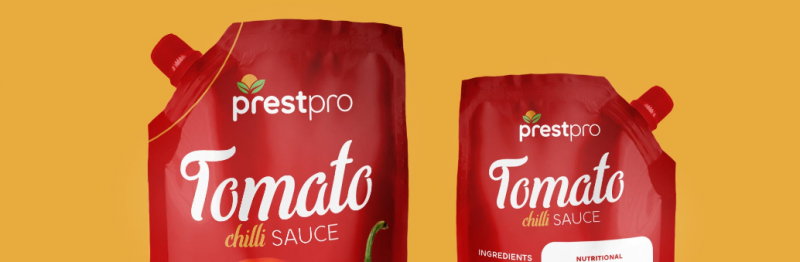 prestpro
Tomato
chilli SAUCE
prestpro
Tomato
chilli SAUCE
INGREDIENTS
NUTRITIONAL